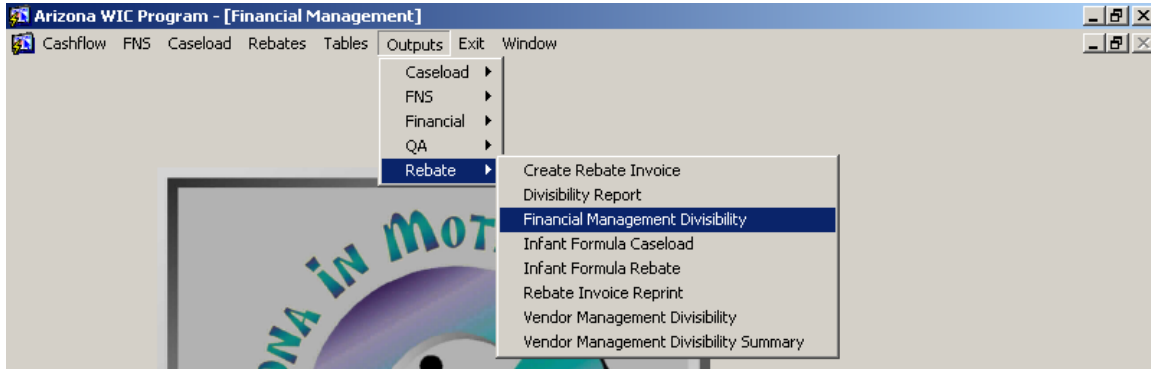 Arizona WIC Program - [Financial Management]
Cashflow FNS Caseload Rebates Tables Outputs Exit Window
Caseload
FNS
Financial
QA
Rebate
Create Rebate Invoice
Divisibility Report
Financial Management Divisibility
Infant Formula Caseload
Infant Formula Rebate
Rebate Invoice Reprint
Vendor Management Divisibility
Vendor Management Divisibility Summary
IN